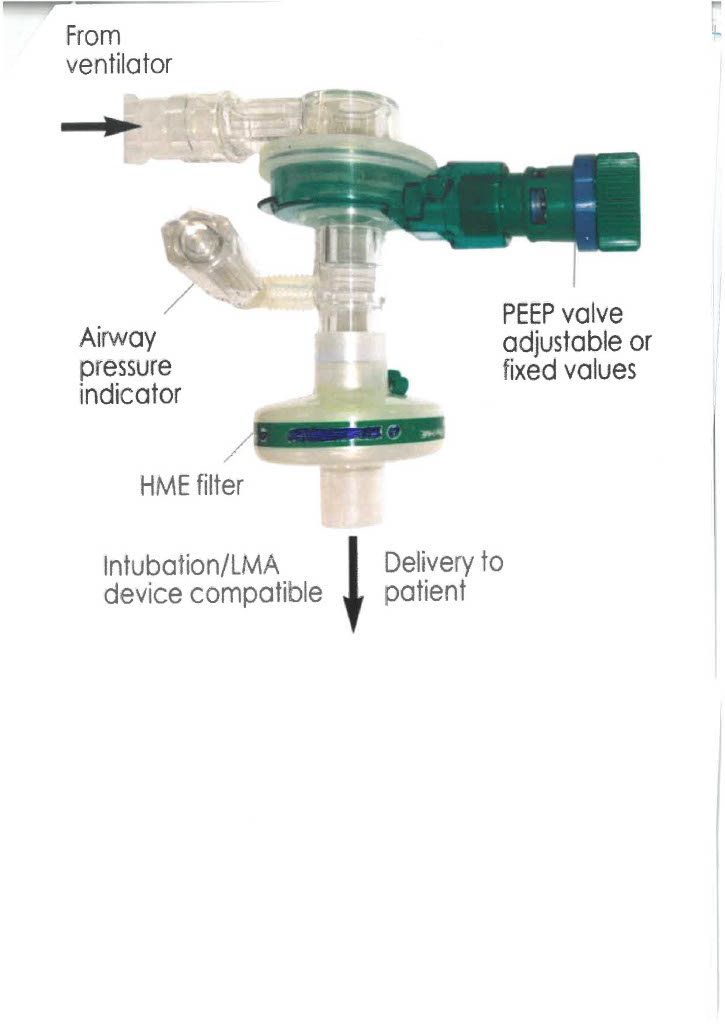 From
ventilator
PEEP valve
adjustable or
fixed values
Airway
pressure
indicator
HME filter
Intubation/LMA
device compatible
Delivery to
patient